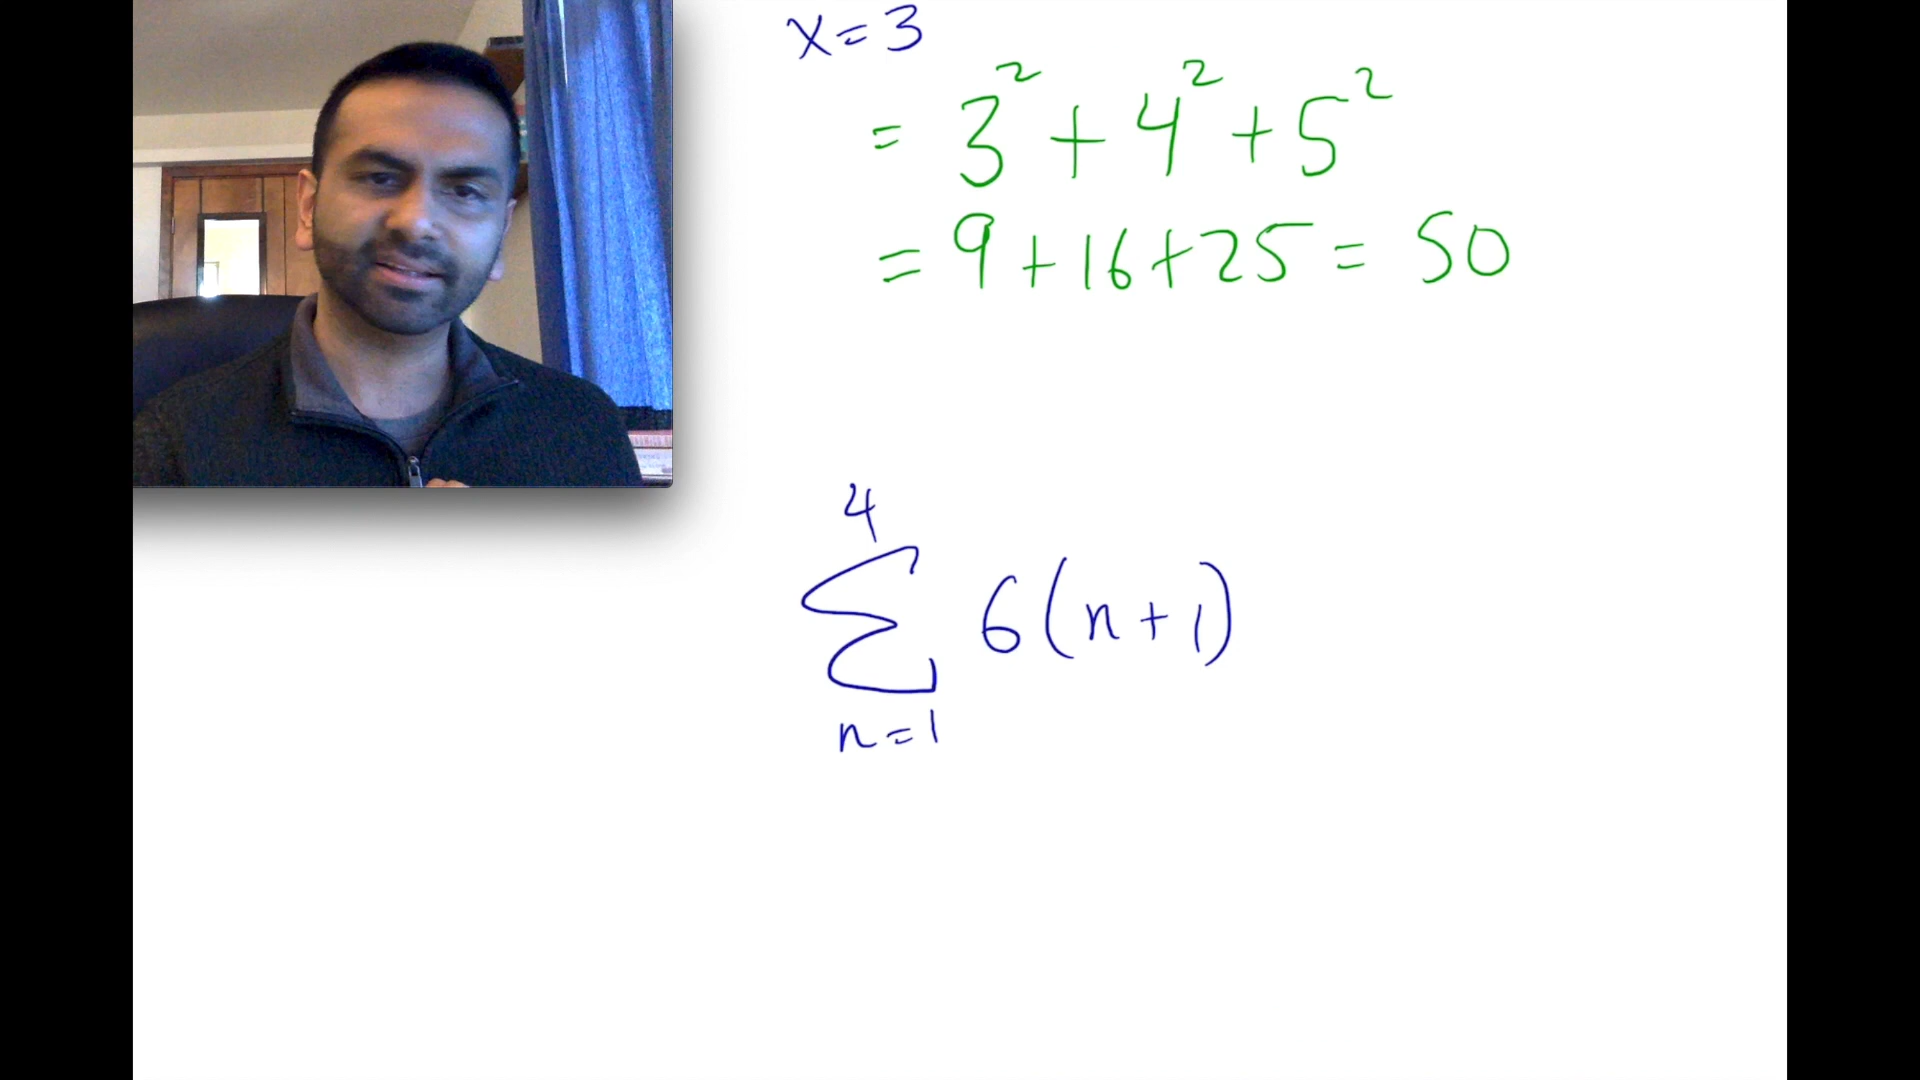 x=3
= 3² + 4² + 5²
= 9+16+25 = 50
4
∑ 6(n+1)
n=1